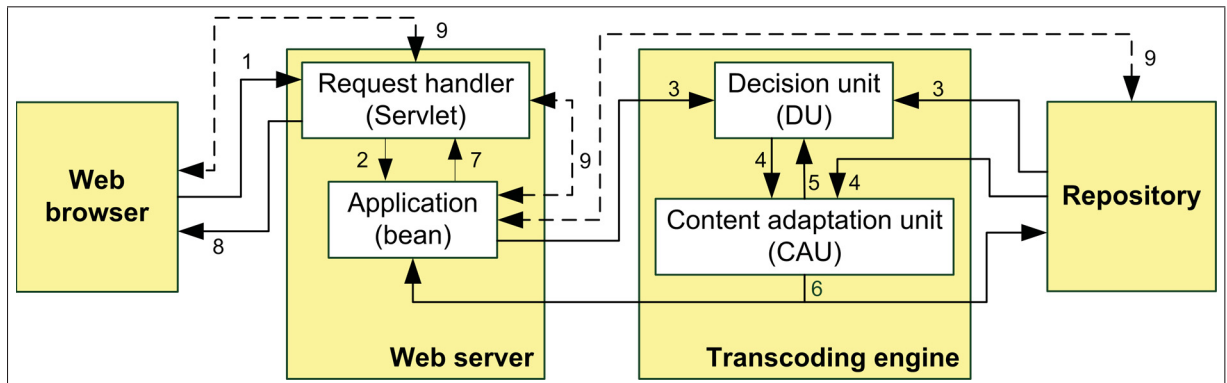 9
1
Request handler
(Servlet)
8
Web
browser
2
7
9
Application
(bean)
Web server
3
Decision unit
(DU)
3
4
5
4
Content adaptation unit
(CAU)
6
Transcoding engine
9
Repository